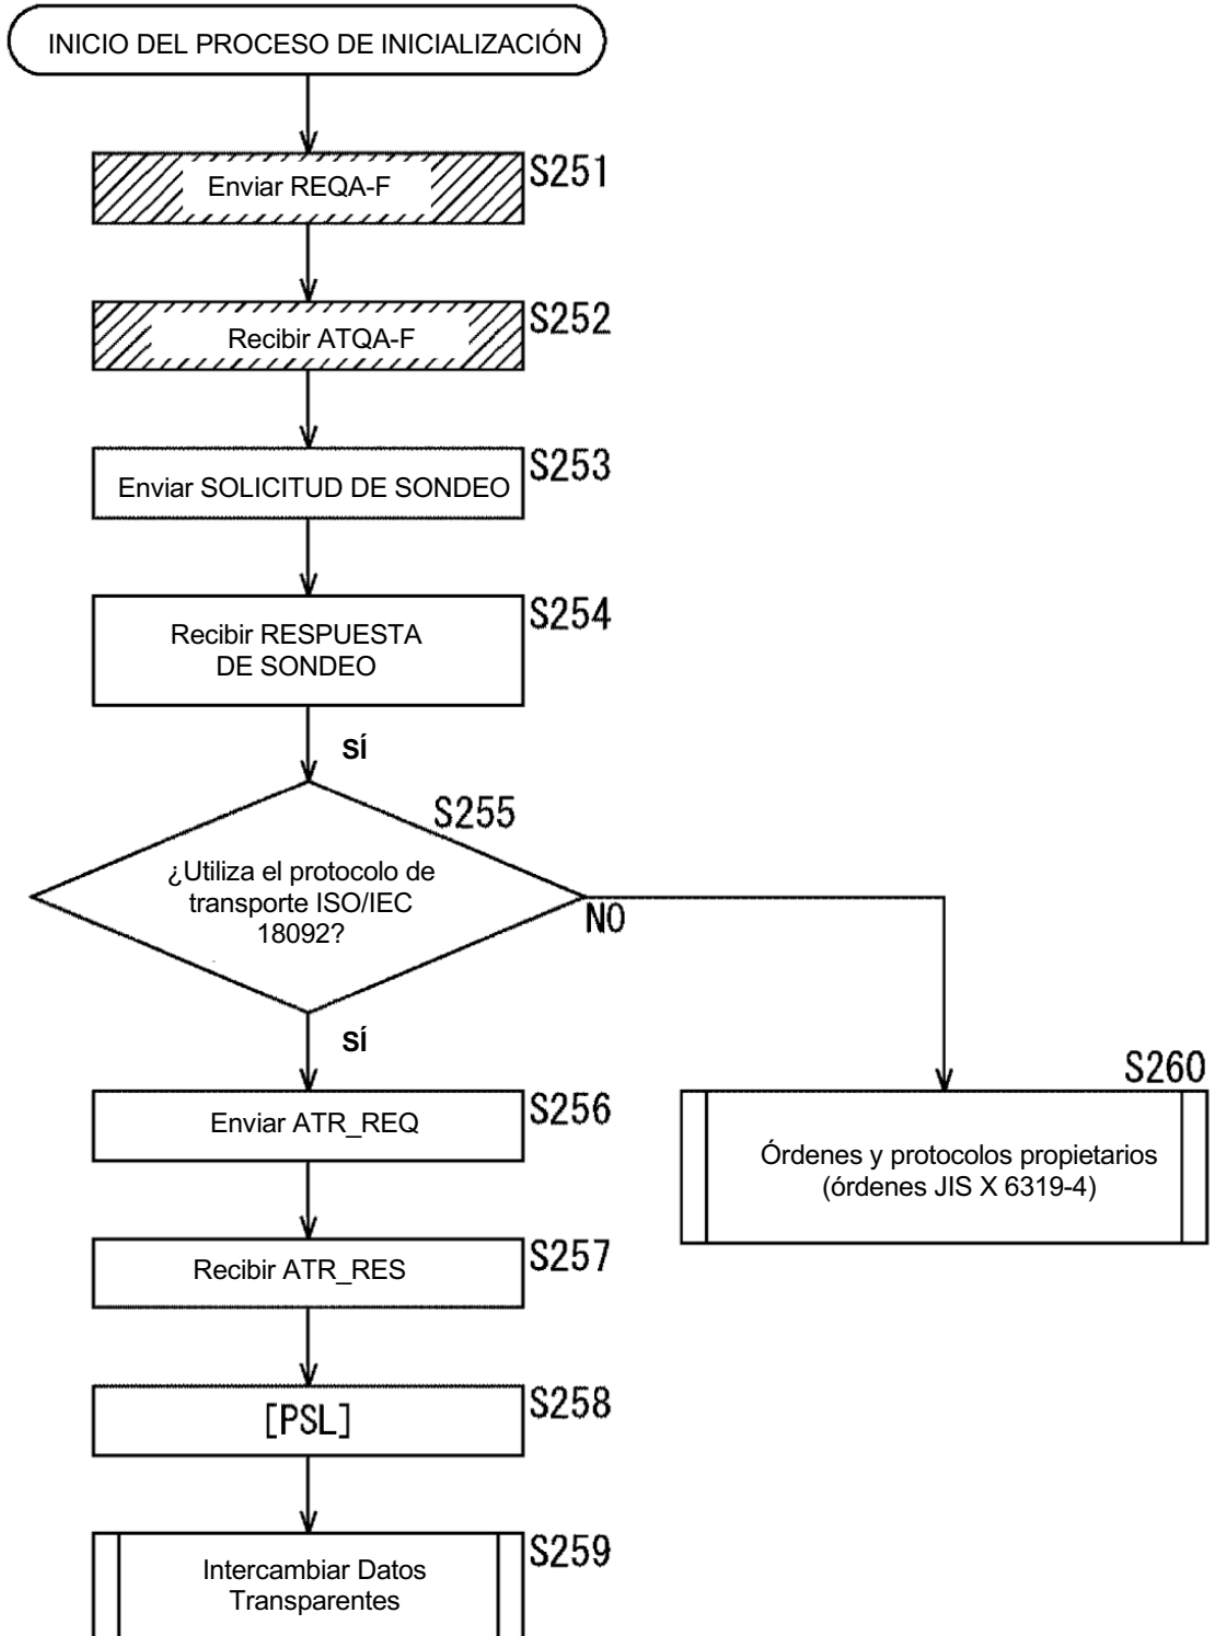 INICIO DEL PROCESO DE INICIALIZACIÓN
S251
Enviar REQA-F
S252
Recibir ATQA-F
S253
Enviar SOLICITUD DE SONDEO
S254
Recibir RESPUESTA
DE SONDEO
SÍ
S255
¿Utiliza el protocolo de
transporte ISO/IEC
18092?
NO
SÍ
S256
Enviar ATR_REQ
S260
Órdenes y protocolos propietarios
(órdenes JIS X 6319-4)
S257
Recibir ATR_RES
S258
[PSL]
S259
Intercambiar Datos
Transparentes